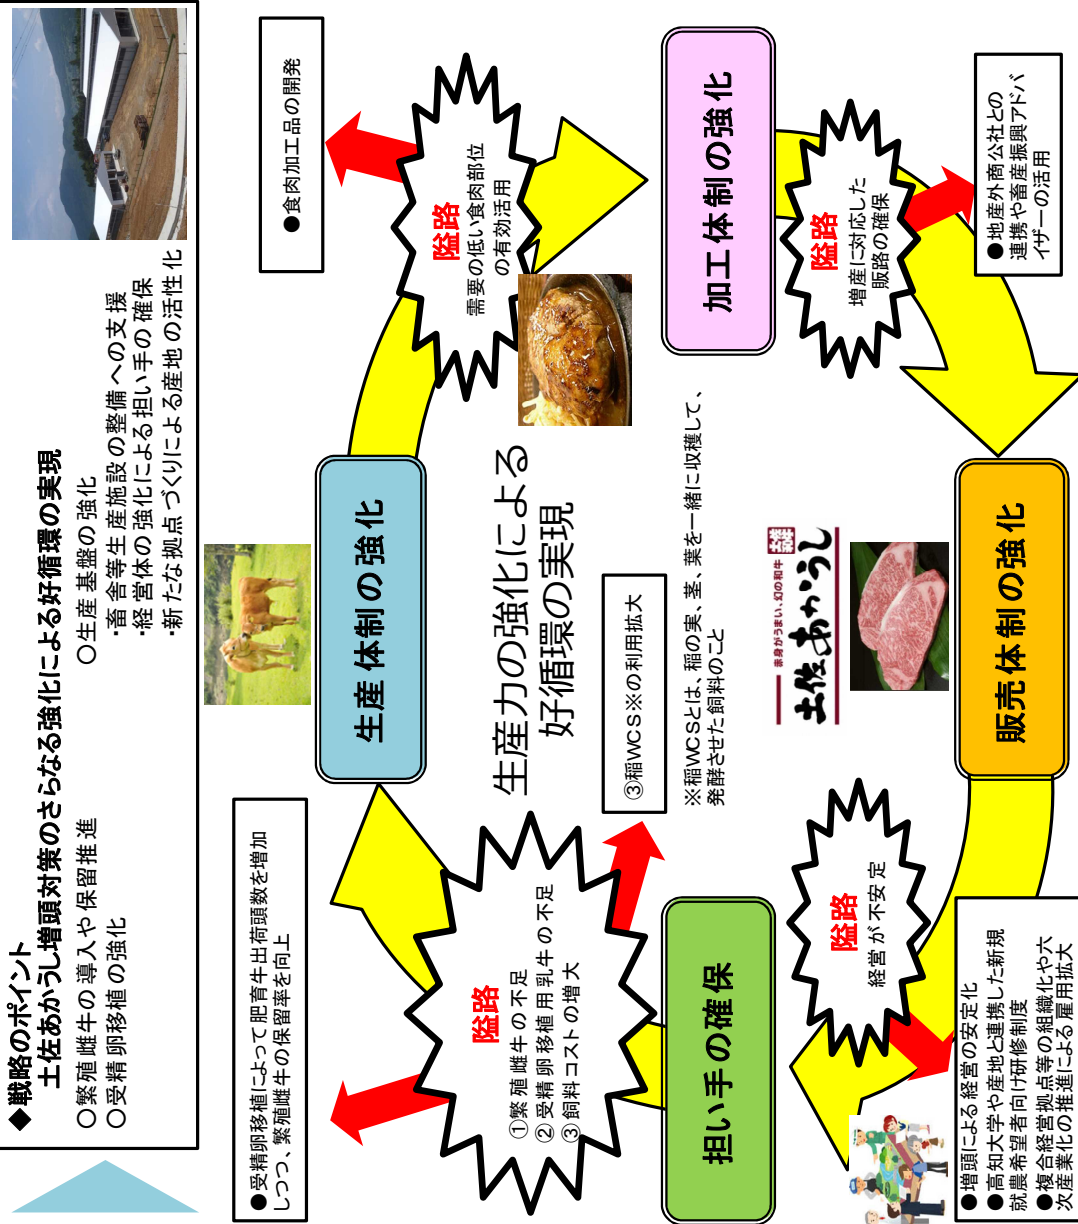 ◆戦略のポイント
土佐あかうし増頭対策のさらなる強化による好循環の実現
○繁殖雌牛の導入や保留推進
○受精卵移植の強化
○生産基盤の強化
・畜舎等生産施設の整備への支援
・経営体の強化による担い手の確保
・新たな拠点づくりによる産地の活性化
●受精卵移植によって肥育牛出荷頭数を増加
しつつ、繁殖雌牛の保留率を向上
生産体制の強化
●食肉加工品の開発
隘路
①繁殖雌牛の不足
②受精卵移植用乳牛の不足
③飼料コストの増大
生産力の強化による
好循環の実現
隘路
需要の低い食肉部位
の有効活用
③稲WCS※の利用拡大
※稲WCSとは、稲の実、茎、葉を一緒に収穫して、
発酵させた飼料のこと
担い手の確保
加工体制の強化
赤身がうまい、幻の和牛
土佐あかうし
土佐和牛
隘路
経営が不安定
隘路
増産に対応した
販路の確保
販売体制の強化
●増頭による経営の安定化
●高知大学や産地と連携した新規
就農希望者向け研修制度
●複合経営拠点等の組織化や六
次産業化の推進による雇用拡大
●地産外商公社との
連携や畜産振興アドバ
イザーの活用